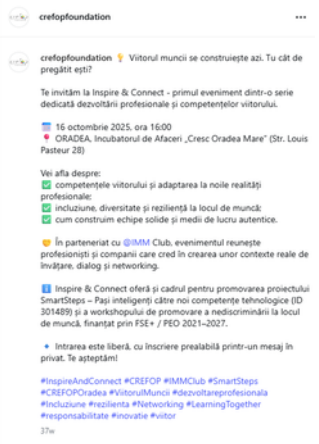 crefopfoundation
crefopfoundation 💡 Viitorul muncii se construiește azi. Tu cât de
pregătit ești?
Te invităm la Inspire & Connect - primul eveniment dintr-o serie
dedicată dezvoltării profesionale și competențelor viitorului.
📅 16 octombrie 2025, ora 16:00
📍 ORADEA, Incubatorul de Afaceri „Cresc Oradea Mare” (Str. Louis
Pasteur 28)
Vei afla despre:
✅ competențele viitorului și adaptarea la noile realități
profesionale;
✅ incluziune, diversitate și reziliență la locul de muncă;
✅ cum construim echipe solide și medii de lucru autentice.
🤝 În parteneriat cu @IMM Club, evenimentul reunește
profesioniști și companii care cred în crearea unor contexte reale de
învățare, dialog și networking.
ℹ️ Inspire & Connect oferă și cadrul pentru promovarea proiectului
SmartSteps – Pași inteligenți către noi competențe tehnologice (ID
301489) și a workshopului de promovare a nediscriminării la locul
de muncă, finanțat prin FSE+ / PEO 2021–2027.
🔹 Intrarea este liberă, cu înscriere prealabilă printr-un mesaj în
privat. Te așteptăm!
#InspireAndConnect #CREFOP #IMMClub #SmartSteps
#CREFOPOradea #ViitorulMuncii #dezvoltareprofesionala
#Incluziune #rezilienta #Networking #LearningTogether
#responsabilitate #inovatie #viitor
37w